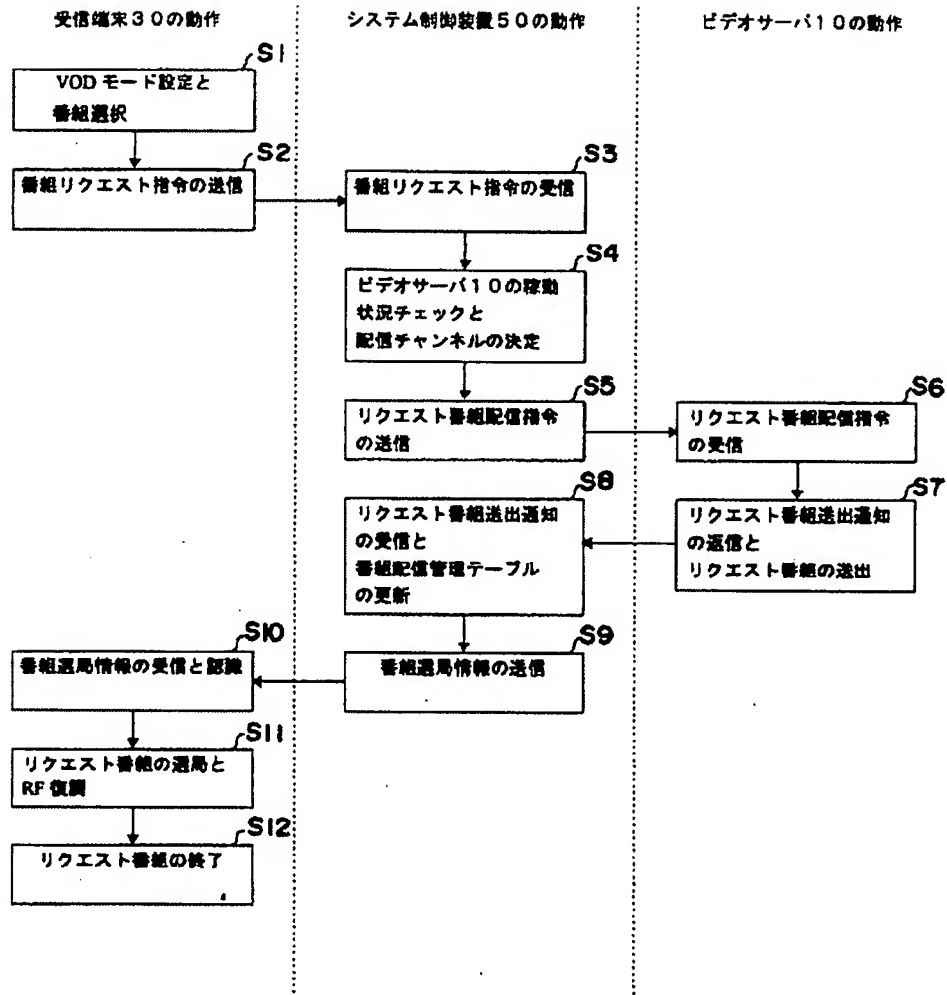 受信端末30の動作
システム制御装置50の動作
ビデオサーバ10の動作
S1
VODモード設定と
番組選択
S2
番組リクエスト指令の送信
S3
番組リクエスト指令の受信
S4
ビデオサーバ10の稼動
状況チェックと
配信チャンネルの決定
S5
リクエスト番組配信指令
の送信
S6
リクエスト番組配信指令
の受信
S7
リクエスト番組送出通知
の返信と
リクエスト番組の送出
S8
リクエスト番組送出通知
の受信と
番組配信管理テーブル
の更新
S9
番組選局情報の送信
S10
番組選局情報の受信と認識
S11
リクエスト番組の選局と
RF復調
S12
リクエスト番組の終了